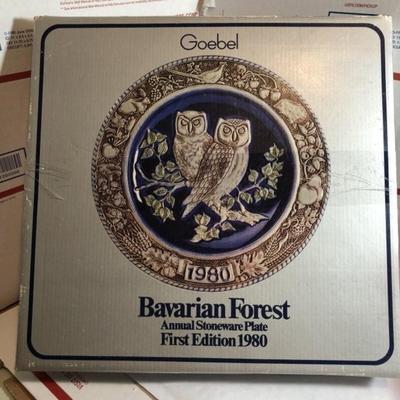 Goebel
1980
Bavarian Forest
Annual Stoneware Plate
First Edition 1980